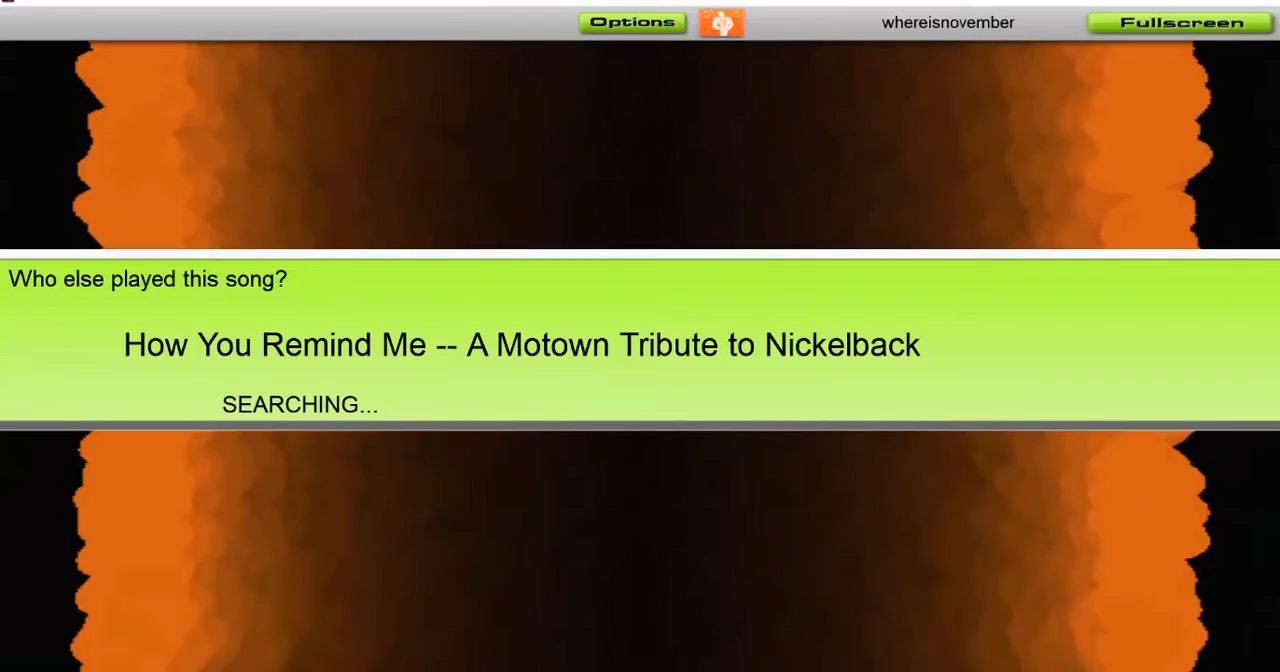 Options
whereisnovember
Fullscreen
Who else played this song?
How You Remind Me -- A Motown Tribute to Nickelback
SEARCHING...